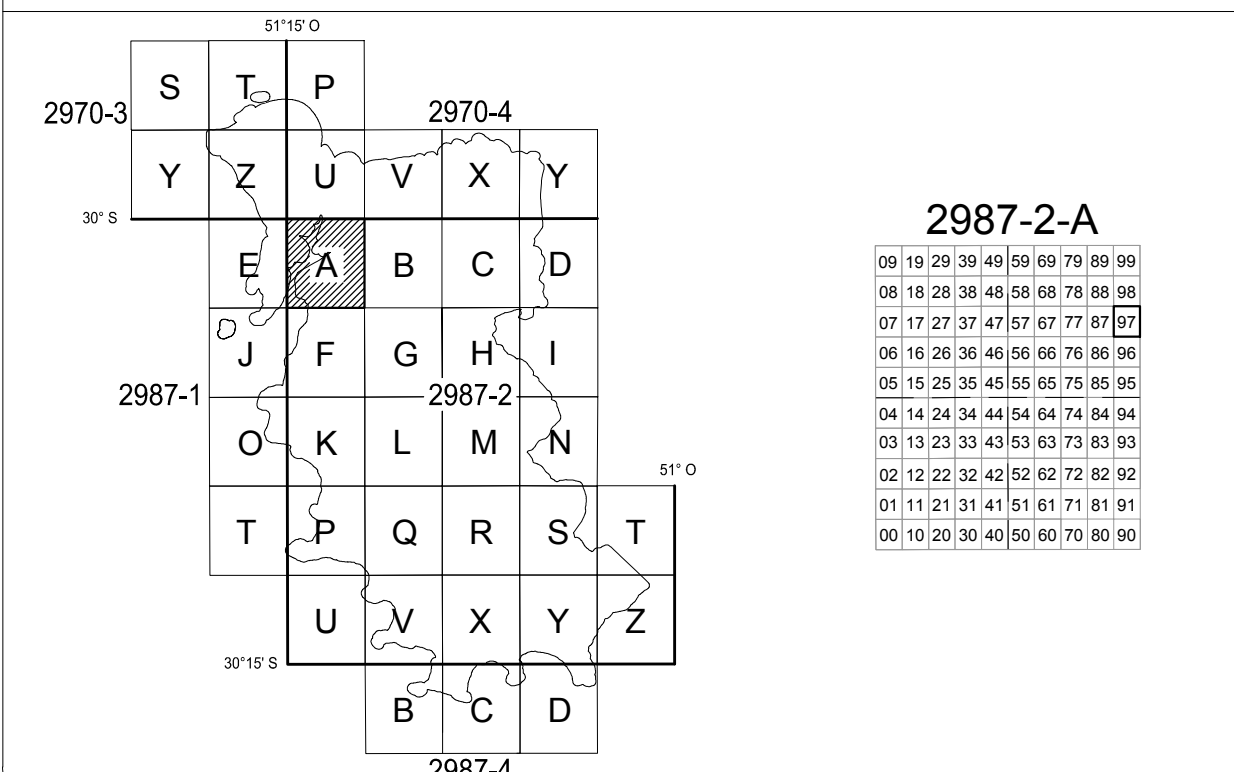 51°15' O
S T P
2970-3 2970-4
Y Z U V X Y
30° S
E A B C D
J F G H I
2987-1 2987-2
O K L M N
51° O
T P Q R S T
U V X Y Z
30°15' S
B C D
2987-4
2987-2-A
09 19 29 39 49 59 69 79 89 99
08 18 28 38 48 58 68 78 88 98
07 17 27 37 47 57 67 77 87 97
06 16 26 36 46 56 66 76 86 96
05 15 25 35 45 55 65 75 85 95
04 14 24 34 44 54 64 74 84 94
03 13 23 33 43 53 63 73 83 93
02 12 22 32 42 52 62 72 82 92
01 11 21 31 41 51 61 71 81 91
00 10 20 30 40 50 60 70 80 90